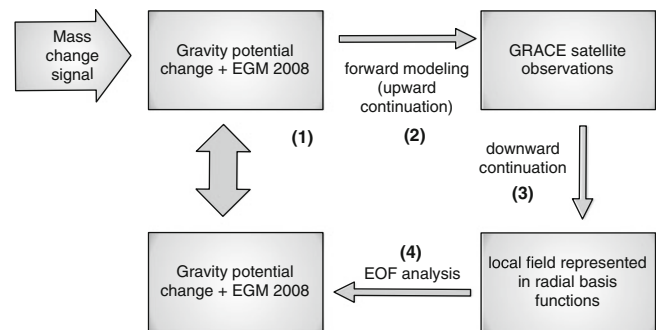 Mass
change
signal
Gravity potential
change + EGM 2008
forward modeling
(upward
continuation)
(2)
GRACE satellite
observations
(1)
downward
continuation
(3)
local field represented
in radial basis
functions
(4)
EOF analysis
Gravity potential
change + EGM 2008